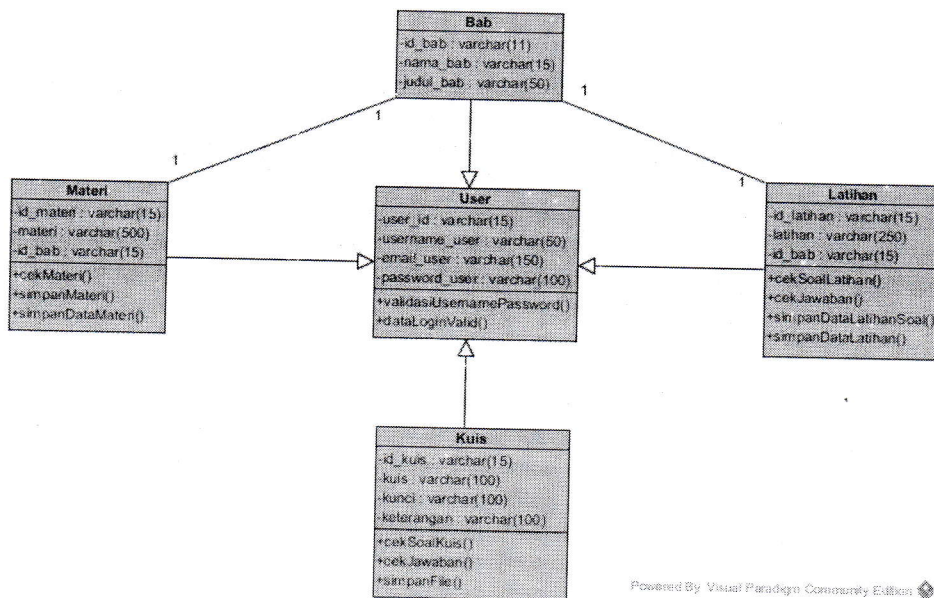 Bab
-id_bab : varchar(11)
-nama_bab : varchar(15)
-judul_bab : varchar(50)
1
1
1
1
Materi
-id_materi : varchar(15)
-materi : varchar(500)
-id_bab : varchar(15)
+cekMateri()
+simpanMateri()
+simpanDataMateri()
User
-user_id : varchar(15)
-username_user : varchar(50)
-email_user : varchar(150)
-password_user : varchar(100)
+validasiUsernamePassword()
+dataLoginValid()
Latihan
-id_latihan : varchar(15)
-latihan : varchar(250)
-id_bab : varchar(15)
+cekSoalLatihan()
+cekJawaban()
+simpanDataLatihanSoal()
+simpanDataLatihan()
Kuis
-id_kuis : varchar(15)
-kuis : varchar(100)
-kunci : varchar(100)
-keterangan : varchar(100)
+cekSoalKuis()
+cekJawaban()
+simpanFile()
Powered By Visual Paradigm Community Edition